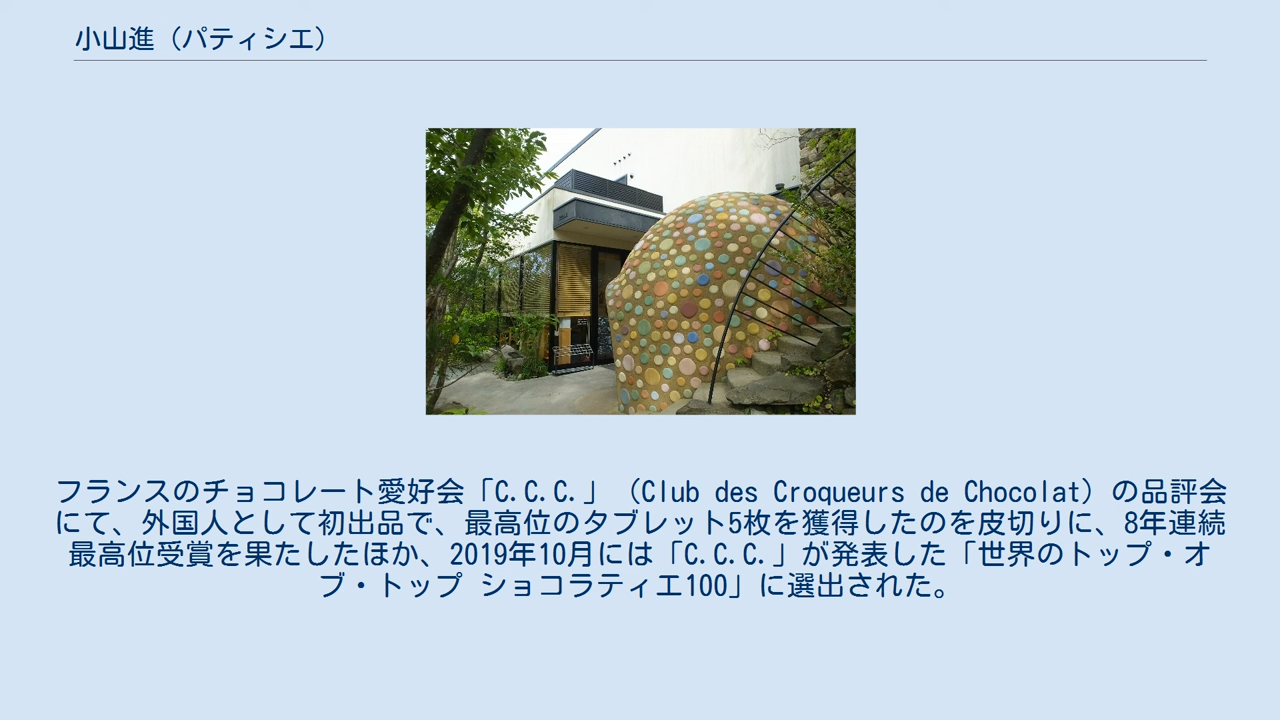 小山進（パティシエ）
フランスのチョコレート愛好会「C.C.C.」（Club des Croqueurs de Chocolat）の品評会
にて、外国人として初出品で、最高位のタブレット5枚を獲得したのを皮切りに、8年連続
最高位受賞を果たしたほか、2019年10月には「C.C.C.」が発表した「世界のトップ・オ
ブ・トップ ショコラティエ100」に選出された。